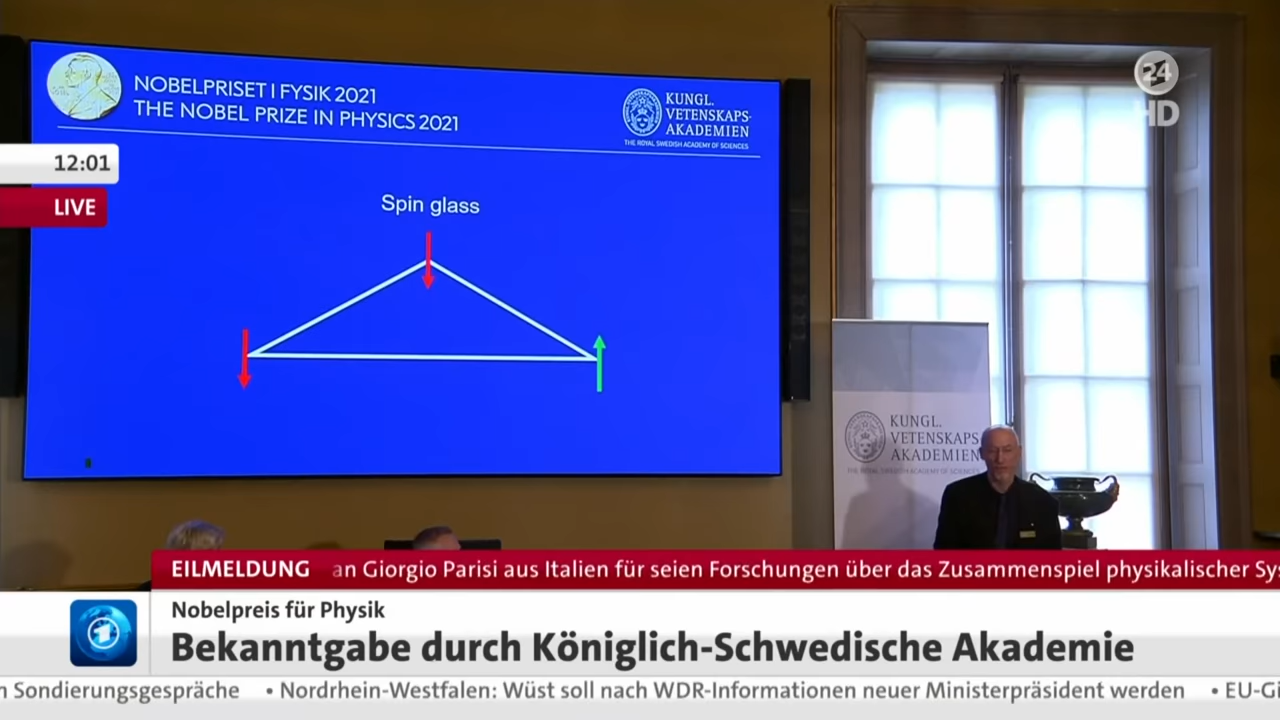 NOBELPRISET I FYSIK 2021
THE NOBEL PRIZE IN PHYSICS 2021
KUNGL.
VETENSKAPS-
AKADEMIEN
THE ROYAL SWEDISH ACADEMY OF SCIENCES
24
HD
12:01
LIVE
Spin glass
KUNGL.
VETENSKAPS
AKADEMIEN
THE ROYAL SWEDISH ACADEMY OF SCIENCES
EILMELDUNG an Giorgio Parisi aus Italien für seien Forschungen über das Zusammenspiel physikalischer Sys
Nobelpreis für Physik
1
Bekanntgabe durch Königlich-Schwedische Akademie
n Sondierungsgespräche • Nordrhein-Westfalen: Wüst soll nach WDR-Informationen neuer Ministerpräsident werden • EU-Gi